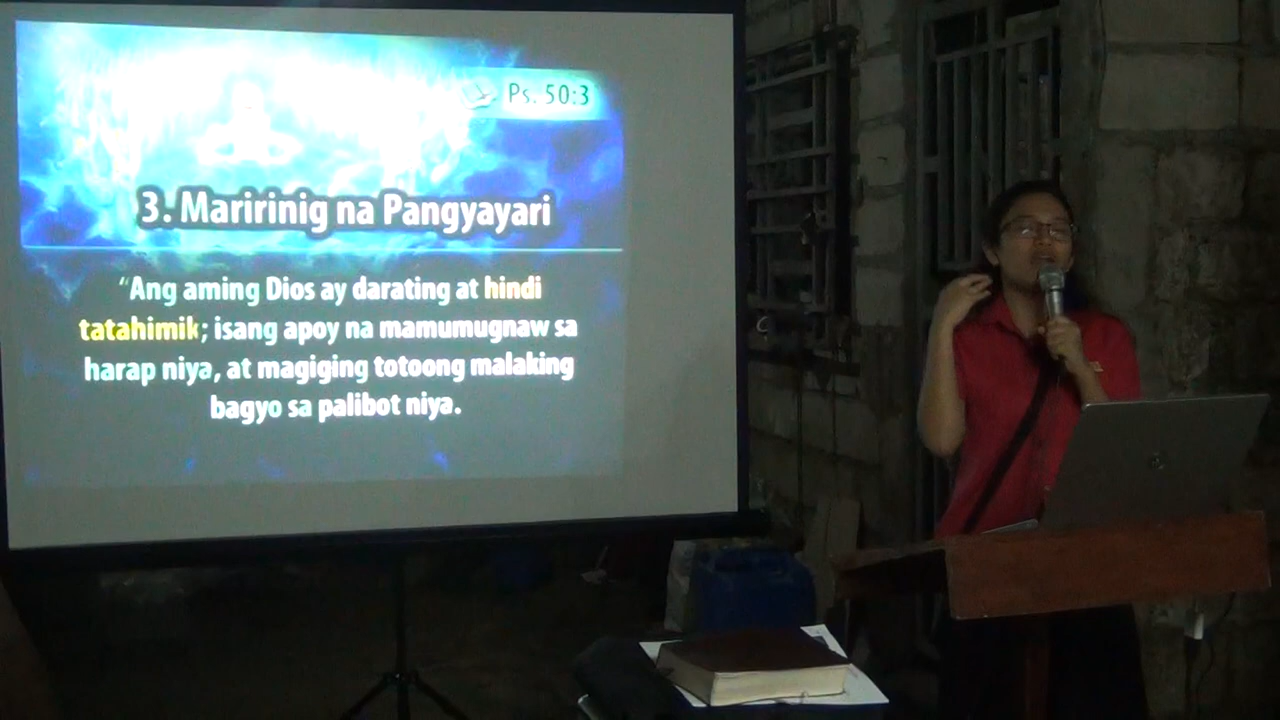 Ps. 50:3
3. Maririnig na Pangyayari
“Ang aming Dios ay darating at hindi
tatahimik; isang apoy na mamumugnaw sa
harap niya, at magiging totoong malaking
bagyo sa palibot niya.